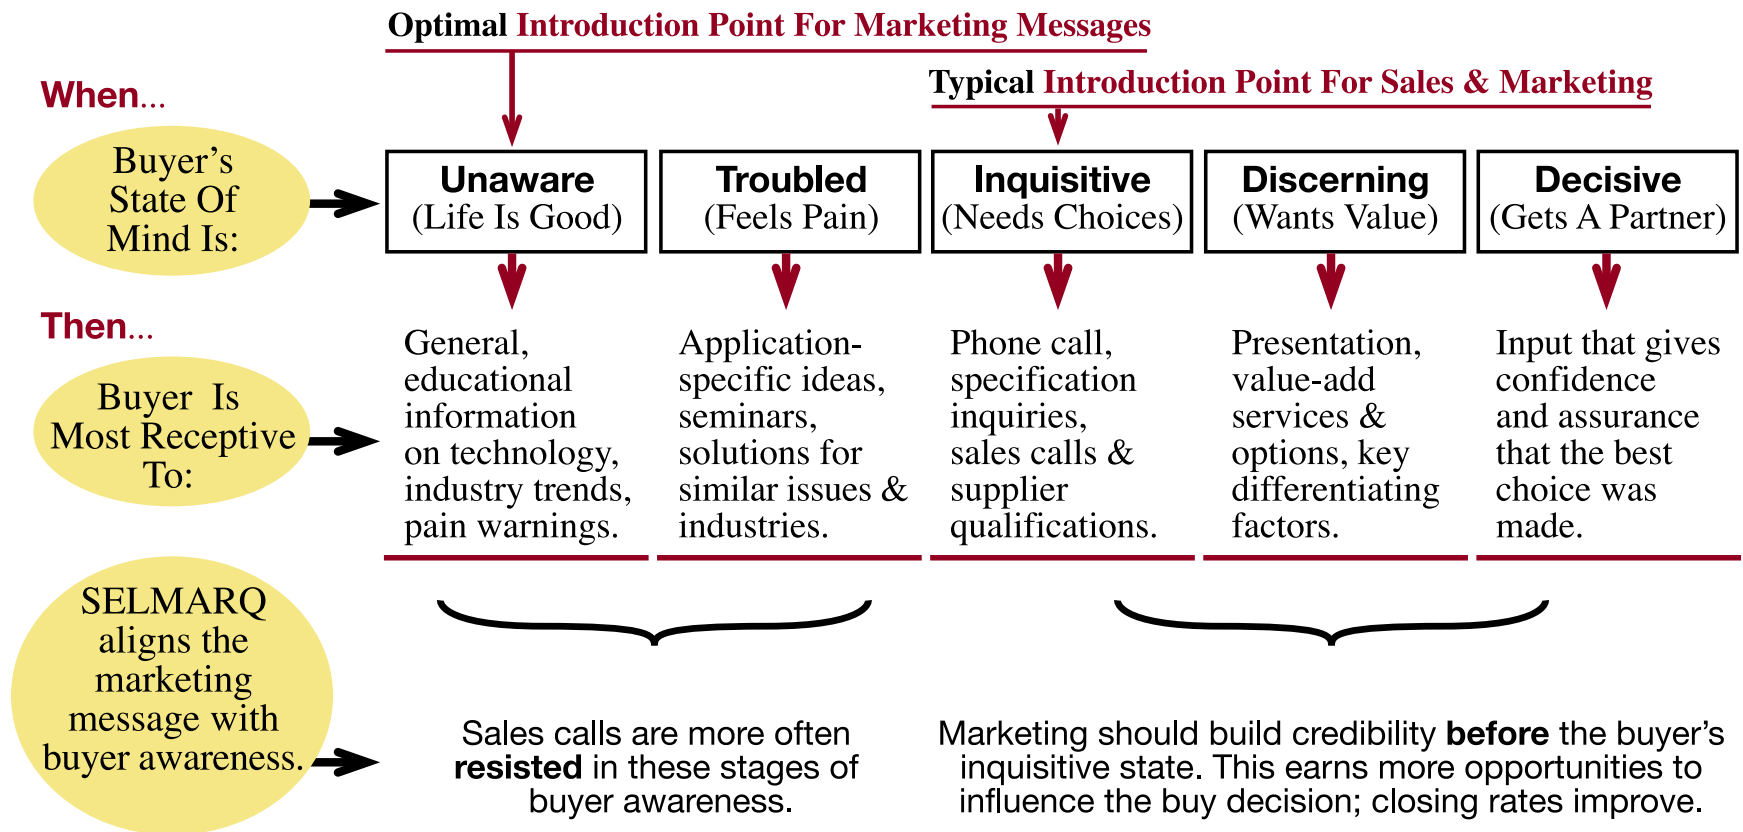 Optimal Introduction Point For Marketing Messages
Typical Introduction Point For Sales & Marketing
When...
Buyer's
State Of
Mind Is:
Unaware
(Life Is Good)
Troubled
(Feels Pain)
Inquisitive
(Needs Choices)
Discerning
(Wants Value)
Decisive
(Gets A Partner)
Then...
Buyer Is
Most Receptive
To:
General,
educational
information
on technology,
industry trends,
pain warnings.
Application-
specific ideas,
seminars,
solutions for
similar issues &
industries.
Phone call,
specification
inquiries,
sales calls &
supplier
qualifications.
Presentation,
value-add
services &
options, key
differentiating
factors.
Input that gives
confidence
and assurance
that the best
choice was
made.
SELMARQ
aligns the
marketing
message with
buyer awareness.
Sales calls are more often
resisted in these stages of
buyer awareness.
Marketing should build credibility before the buyer's
inquisitive state. This earns more opportunities to
influence the buy decision; closing rates improve.